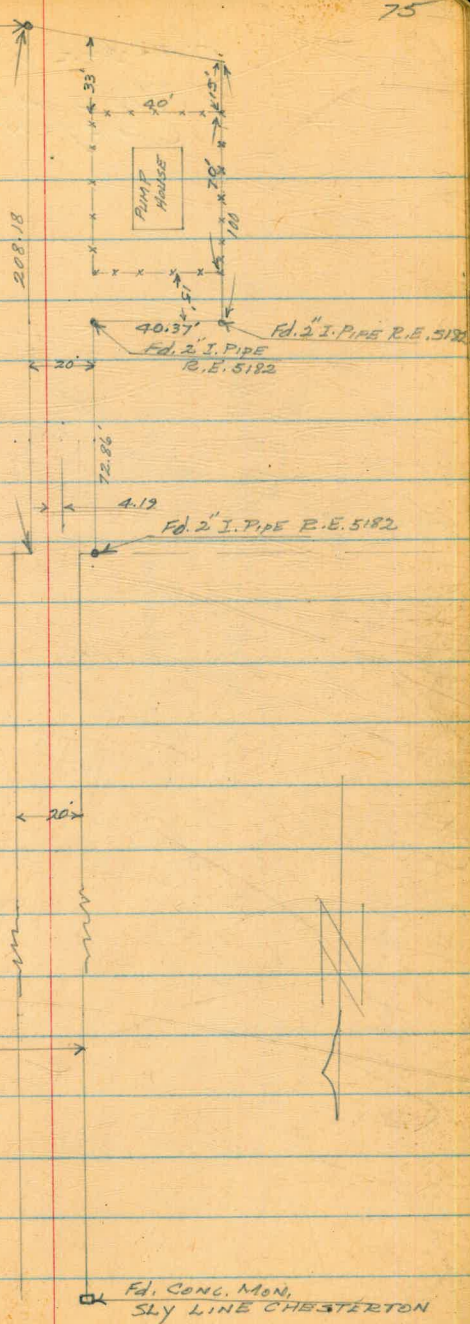 75
33'
40'
15'
PUMP
HOUSE
70'
100
208.18
15'
40.37'
Fd. 2" I. PIPE R.E. 5182
Fd. 2" I. PIPE
R.E. 5182
20'
72.86'
4.19
Fd. 2" I. PIPE R.E. 5182
20'
N
Fd. CONC. MON.
SLY LINE CHESTERTON